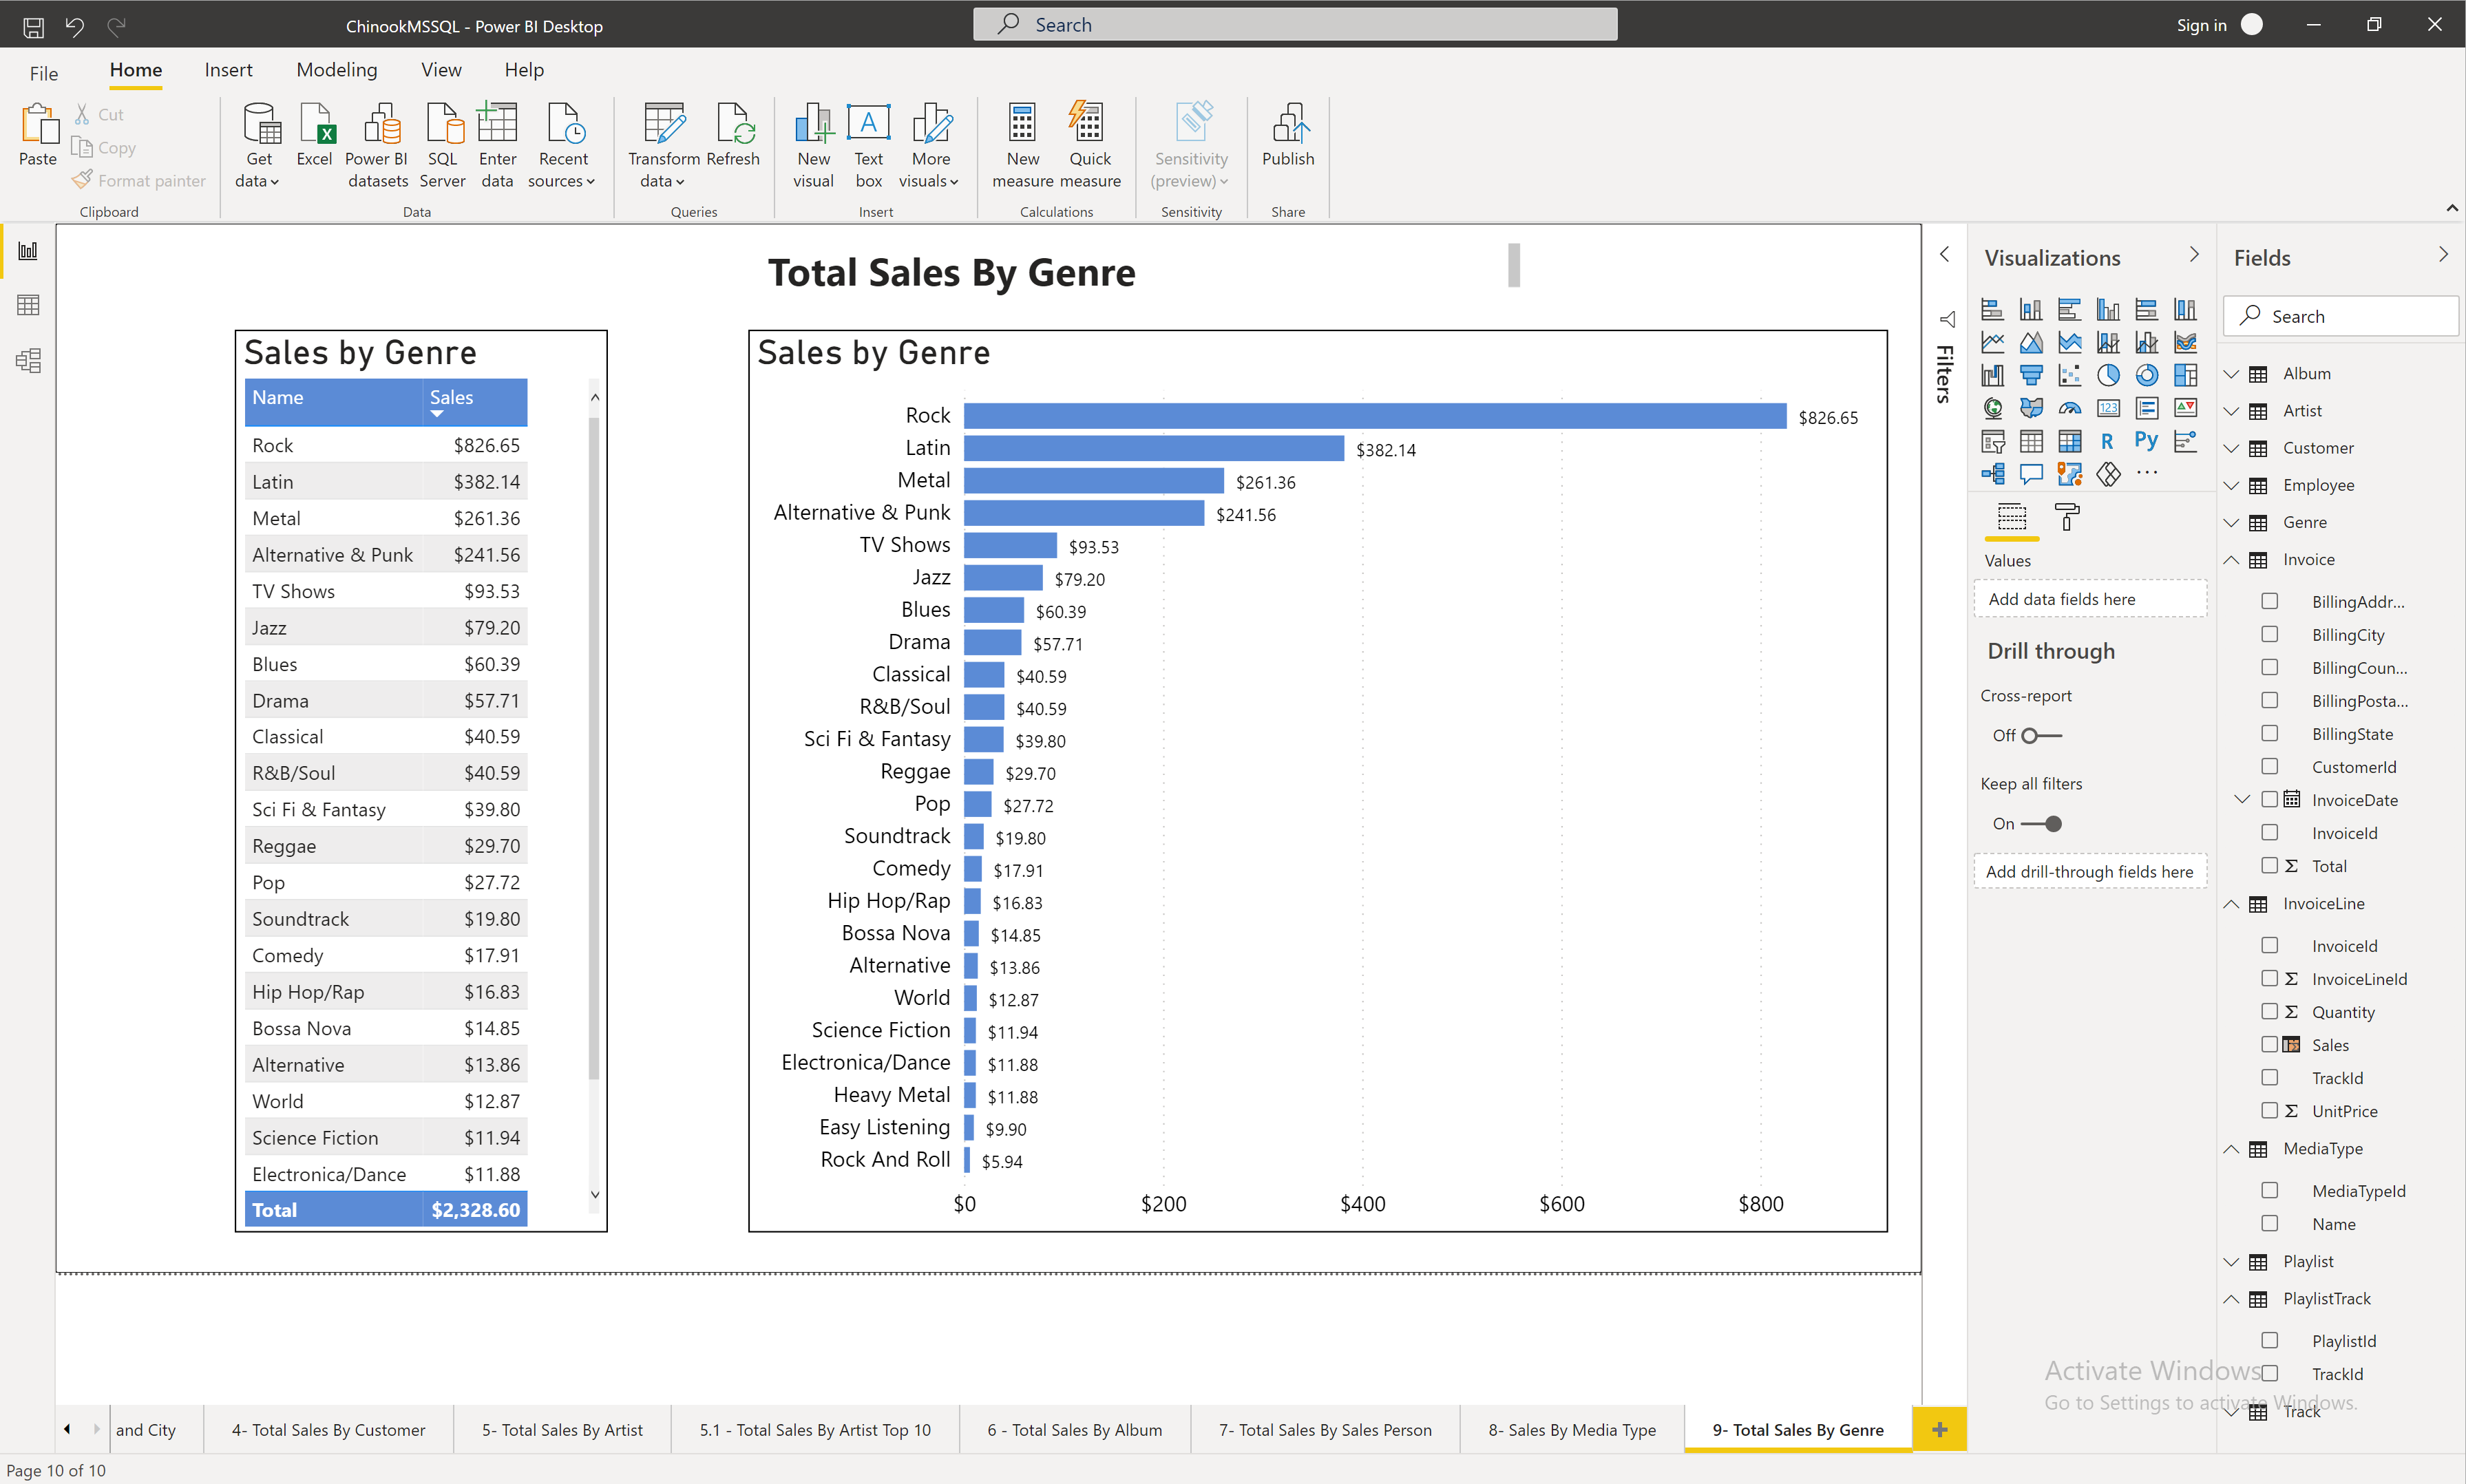 ChinookMSSQL - Power BI Desktop
Search
Sign in
File
Home
Insert
Modeling
View
Help
Paste
Cut
Copy
Format painter
Clipboard
Get data
Excel
Power BI datasets
SQL Server
Enter data
Recent sources
Data
Transform data
Refresh
Queries
New visual
Text box
More visuals
Insert
New measure
Quick measure
Calculations
Sensitivity (preview)
Sensitivity
Publish
Share
Total Sales By Genre
Sales by Genre
Name Sales
Rock $826.65
Latin $382.14
Metal $261.36
Alternative & Punk $241.56
TV Shows $93.53
Jazz $79.20
Blues $60.39
Drama $57.71
Classical $40.59
R&B/Soul $40.59
Sci Fi & Fantasy $39.80
Reggae $29.70
Pop $27.72
Soundtrack $19.80
Comedy $17.91
Hip Hop/Rap $16.83
Bossa Nova $14.85
Alternative $13.86
World $12.87
Science Fiction $11.94
Electronica/Dance $11.88
Total $2,328.60
Sales by Genre
Rock $826.65
Latin $382.14
Metal $261.36
Alternative & Punk $241.56
TV Shows $93.53
Jazz $79.20
Blues $60.39
Drama $57.71
Classical $40.59
R&B/Soul $40.59
Sci Fi & Fantasy $39.80
Reggae $29.70
Pop $27.72
Soundtrack $19.80
Comedy $17.91
Hip Hop/Rap $16.83
Bossa Nova $14.85
Alternative $13.86
World $12.87
Science Fiction $11.94
Electronica/Dance $11.88
Heavy Metal $11.88
Easy Listening $9.90
Rock And Roll $5.94
$0 $200 $400 $600 $800
Filters
Visualizations
123
R
Py
Values
Add data fields here
Drill through
Cross-report
Off
Keep all filters
On
Add drill-through fields here
Fields
Search
Album
Artist
Customer
Employee
Genre
Invoice
BillingAddr...
BillingCity
BillingCoun...
BillingPosta...
BillingState
CustomerId
InvoiceDate
InvoiceId
Σ Total
InvoiceLine
InvoiceId
Σ InvoiceLineId
Σ Quantity
Sales
TrackId
Σ UnitPrice
MediaType
MediaTypeId
Name
Playlist
PlaylistTrack
PlaylistId
TrackId
Track
Activate Windows
Go to Settings to activate Windows.
and City
4- Total Sales By Customer
5- Total Sales By Artist
5.1 - Total Sales By Artist Top 10
6 - Total Sales By Album
7- Total Sales By Sales Person
8- Sales By Media Type
9- Total Sales By Genre
Page 10 of 10